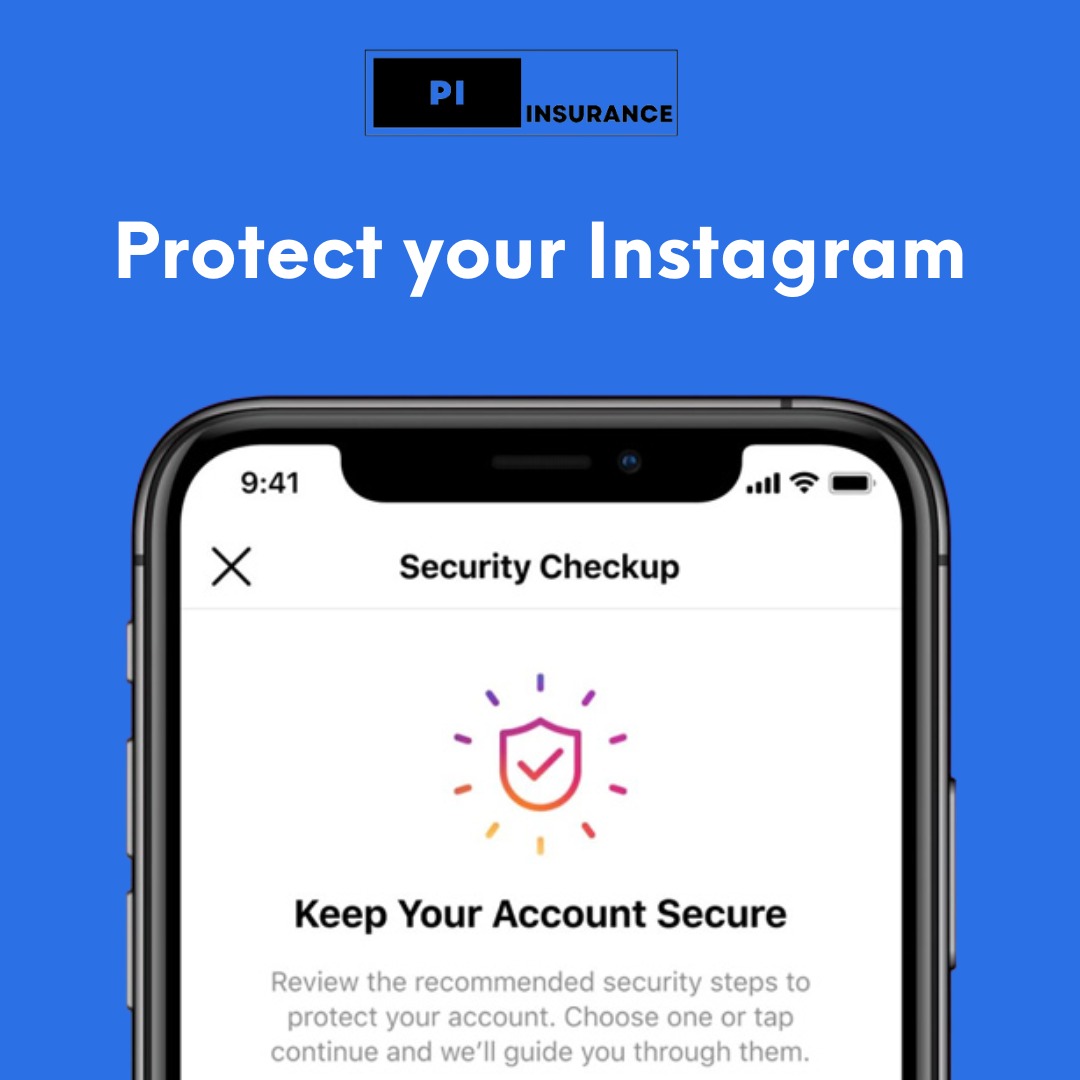 PI
INSURANCE
Protect your Instagram
9:41
Security Checkup
Keep Your Account Secure
Review the recommended security steps to
protect your account. Choose one or tap
continue and we'll guide you through them.